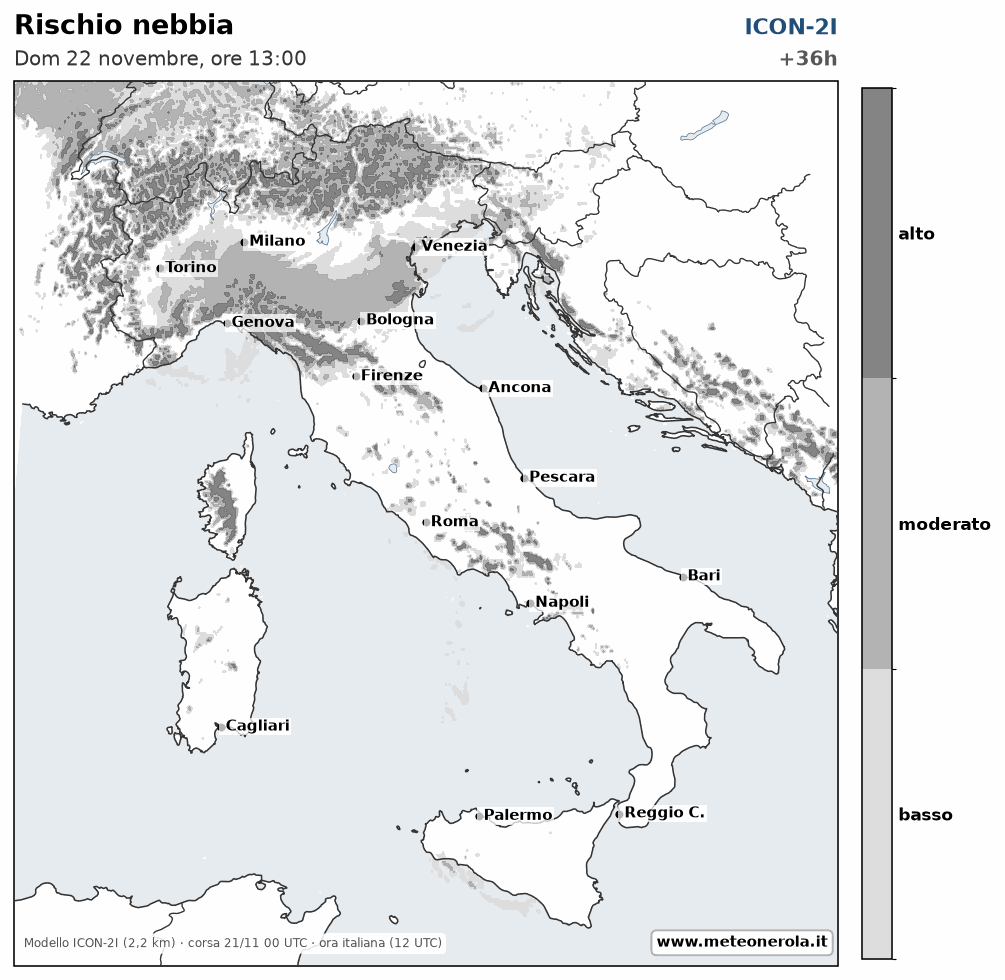 Rischio nebbia
ICON-2I
Dom 22 novembre, ore 13:00
+36h
Milano
Venezia
Torino
Genova
Bologna
Firenze
Ancona
Pescara
Roma
Bari
Napoli
Cagliari
Palermo
Reggio C.
alto
moderato
basso
Modello ICON-2I (2,2 km) · corsa 21/11 00 UTC · ora italiana (12 UTC)
www.meteonerola.it